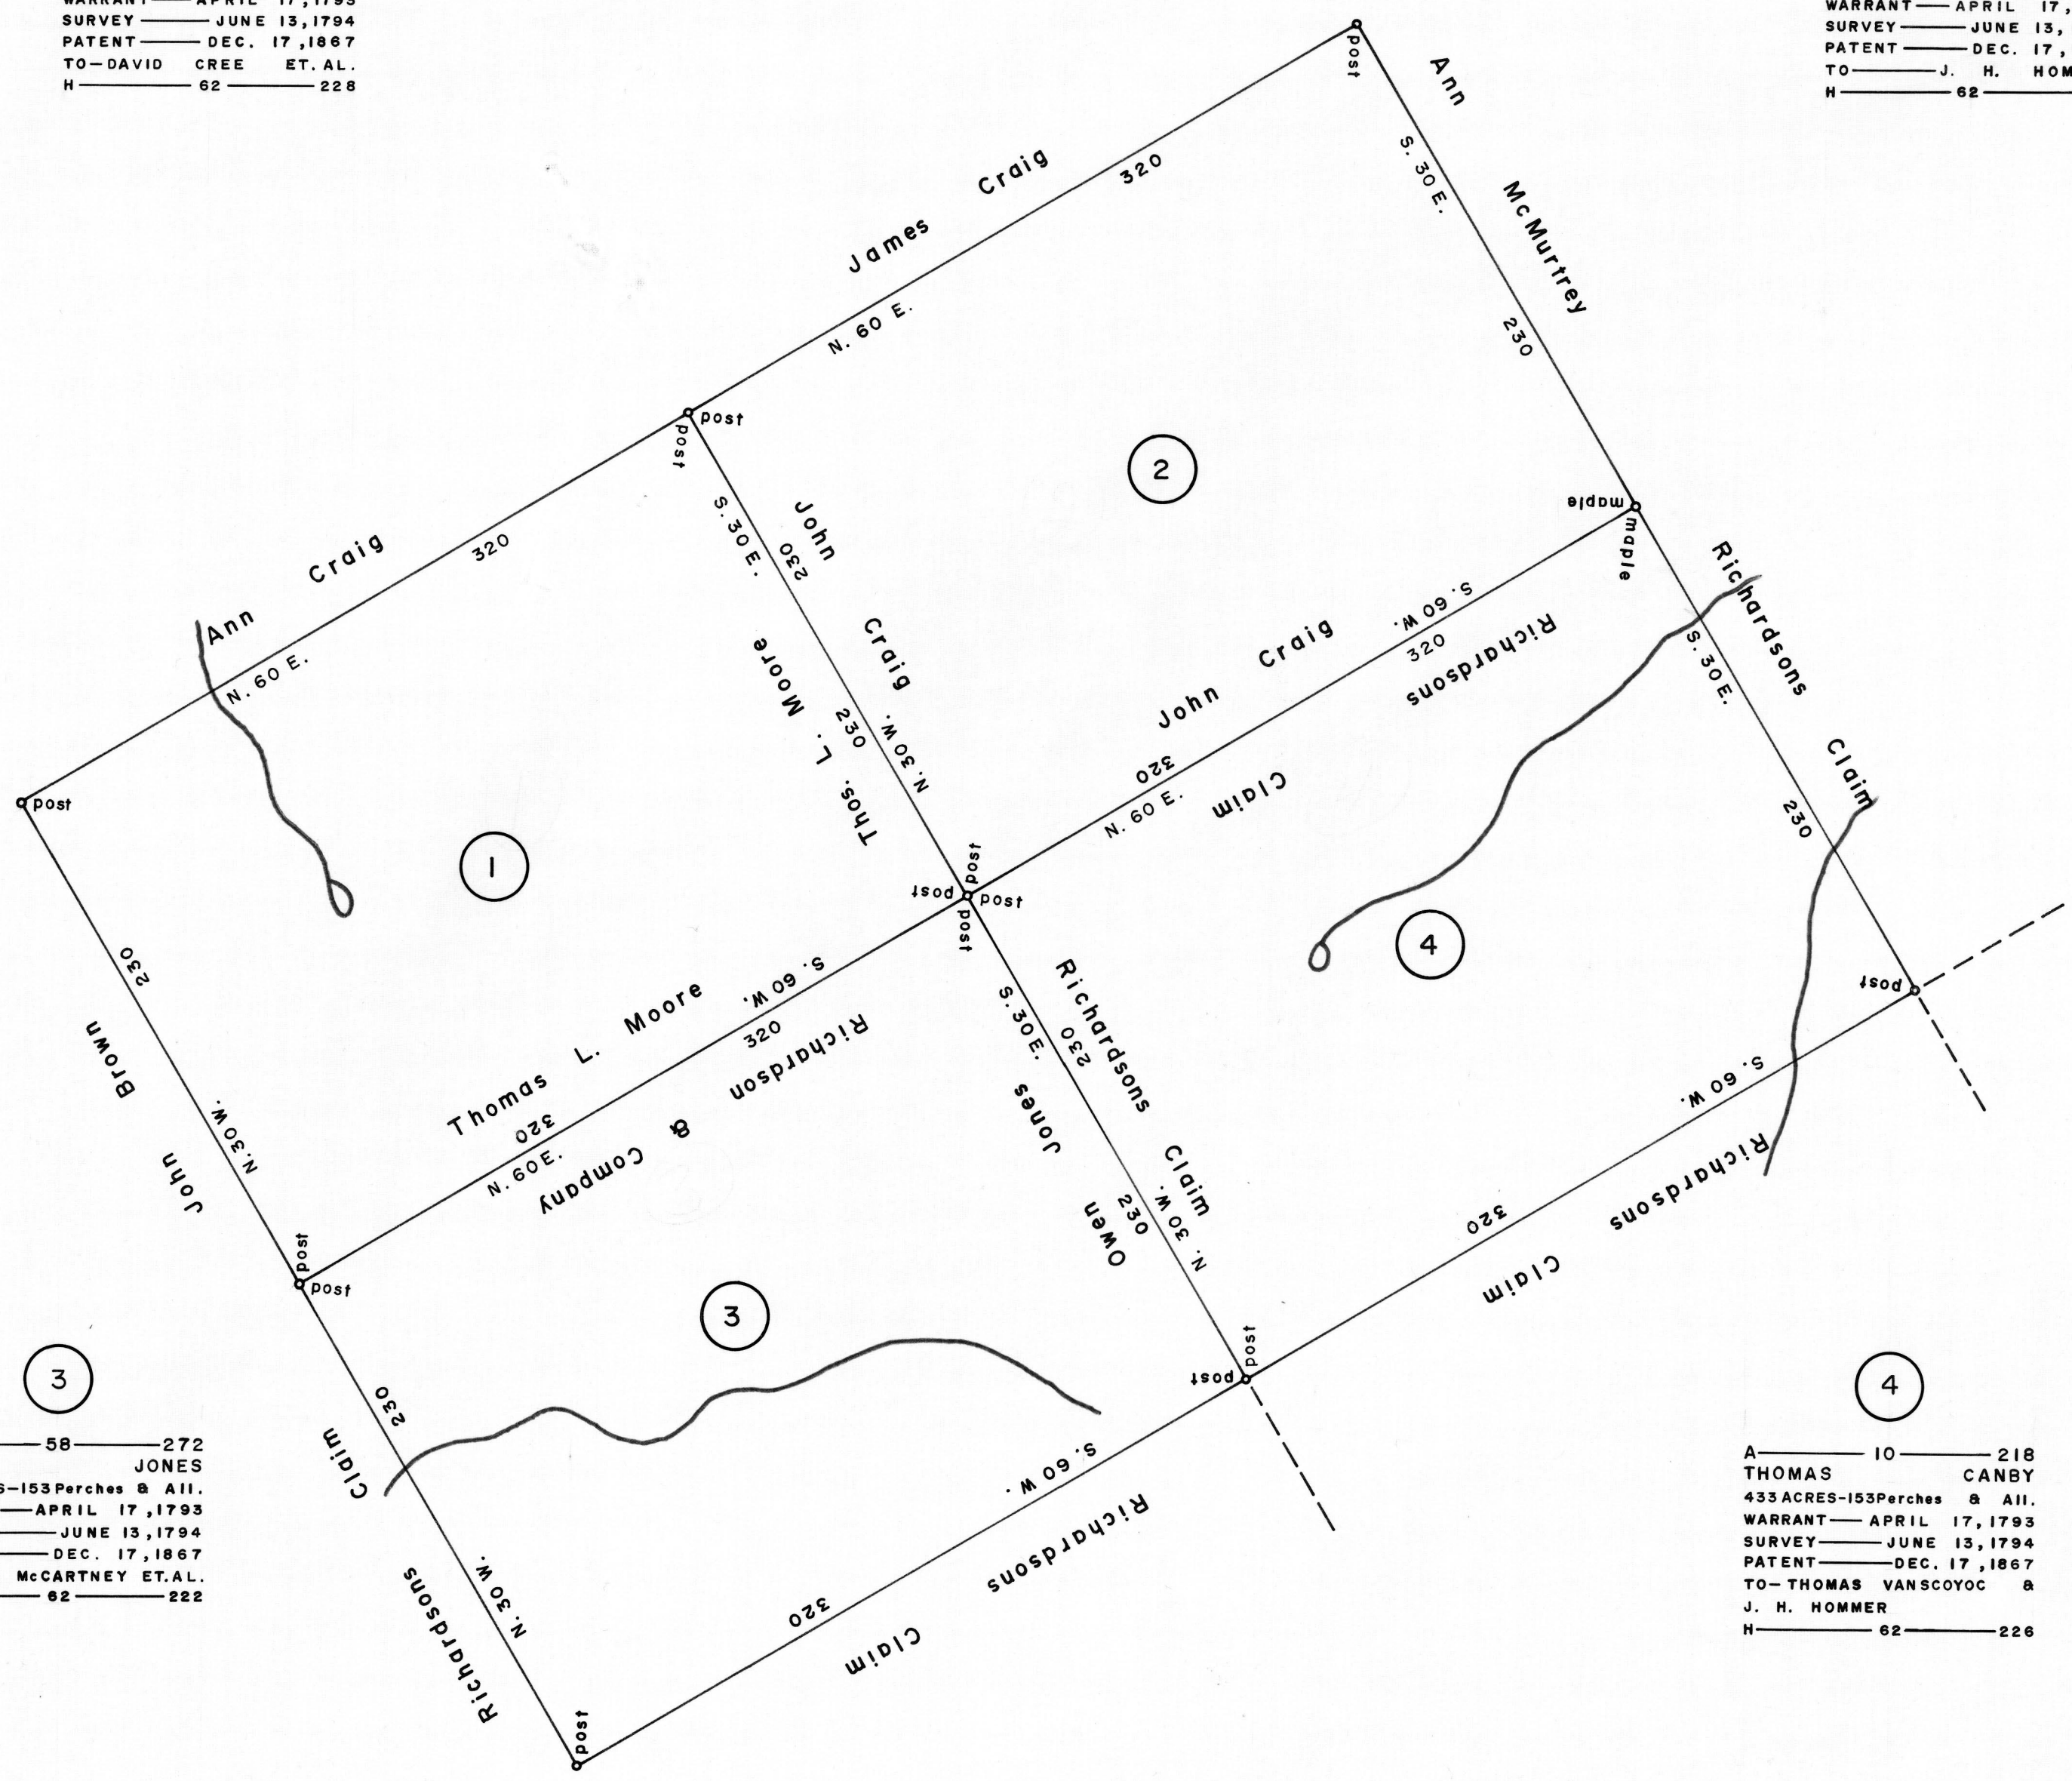 WARRANT — APRIL 17, 1793
SURVEY — JUNE 13, 1794
PATENT — DEC. 17, 1867
TO — DAVID CREE ET. AL.
H — 62 — 228
WARRANT — APRIL 17,
SURVEY — JUNE 13,
PATENT — DEC. 17,
TO — J. H. HOM
H — 62 —
post
Ann McMurtrey
S. 30 E.
230
James Craig
320
N. 60 E.
post
post
2
Ann Craig
320
N. 60 E.
S. 30 E.
John Craig
230
Thos. L. Moore
230
N. 30 W.
maple
maple
S. 60 W.
John Craig
320
Richardsons Claim
320
N. 60 E.
Richardsons Claim
S. 30 E.
230
post
1
post
post
post
post
4
230
John Brown
N. 30 W.
Thomas L. Moore
S. 60 W.
320
Richardson & Company
320
N. 60 E.
S. 30 E.
Richardsons Claim
230
Owen Jones
230
N. 30 W.
post
S. 60 W.
Richardsons Claim
320
post
post
3
post
post
230
Richardsons Claim
N. 30 W.
S. 60 W.
Richardsons Claim
320
post
3
— 58 — 272
JONES
S-153 Perches & All.
— APRIL 17, 1793
— JUNE 13, 1794
— DEC. 17, 1867
McCARTNEY ET. AL.
— 62 — 222
4
A — 10 — 218
THOMAS CANBY
433 ACRES-153 Perches & All.
WARRANT — APRIL 17, 1793
SURVEY — JUNE 13, 1794
PATENT — DEC. 17, 1867
TO — THOMAS VANSCOYOC &
J. H. HOMMER
H — 62 — 226